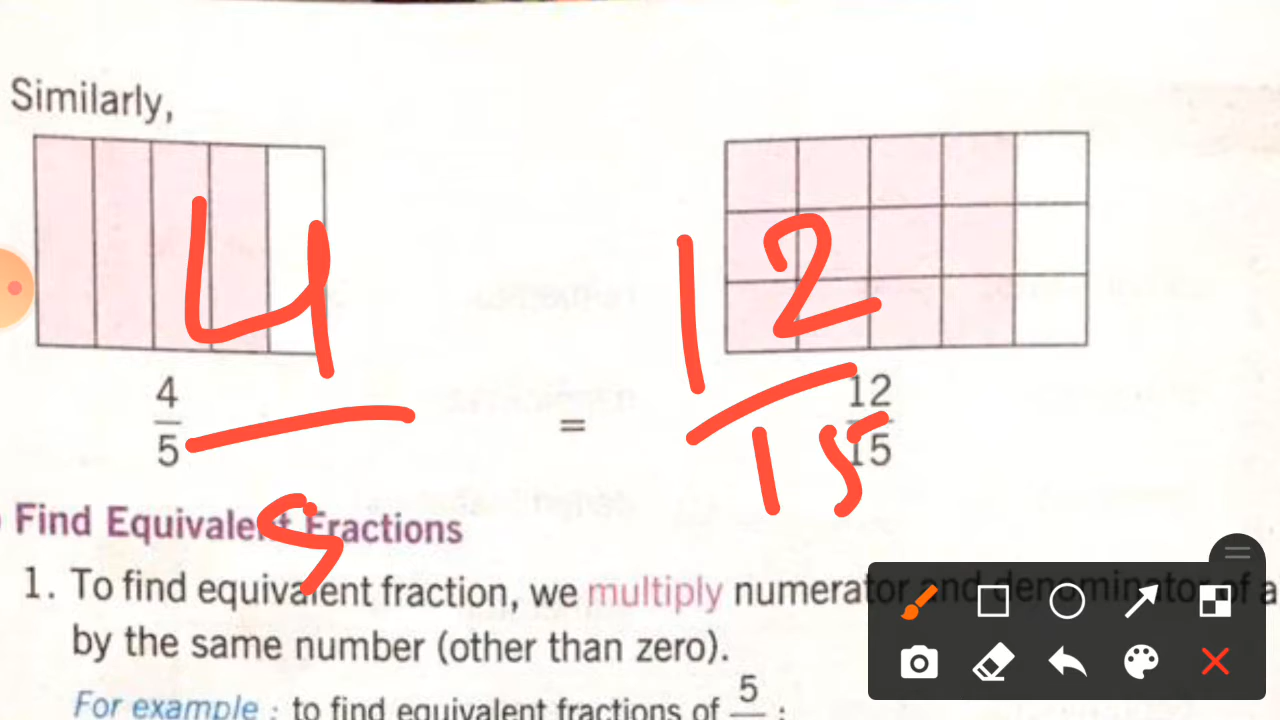 Similarly,
4 12
4/5 = 12/15
5 15
Find Equivalent Fractions
1. To find equivalent fraction, we multiply numerator and denominator of a
by the same number (other than zero).
For example : to find equivalent fractions of 5 :